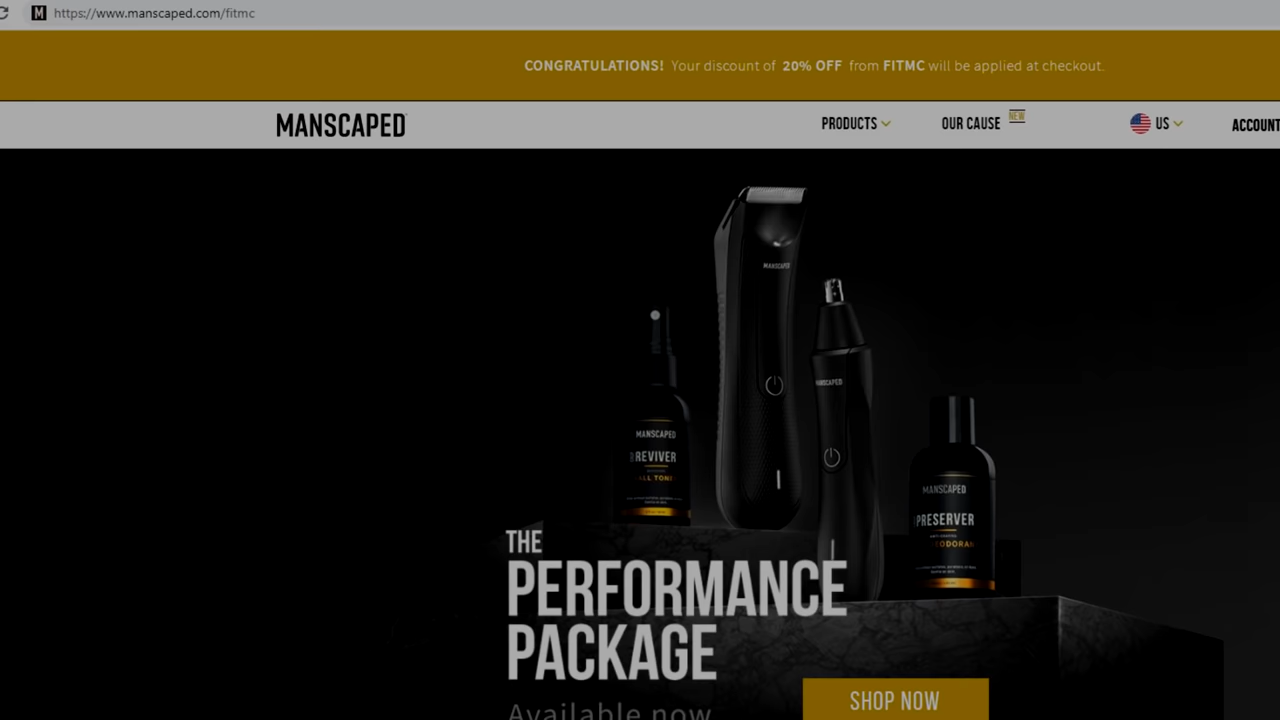 https://www.manscaped.com/fitmc
CONGRATULATIONS! Your discount of 20% OFF from FITMC will be applied at checkout.
MANSCAPED
PRODUCTS
OUR CAUSE NEW
US
ACCOUNT
MANSCAPED
MANSCAPED
MANSCAPED
REVIVER
MANSCAPED
PRESERVER
THE
PERFORMANCE
PACKAGE
Available now
SHOP NOW